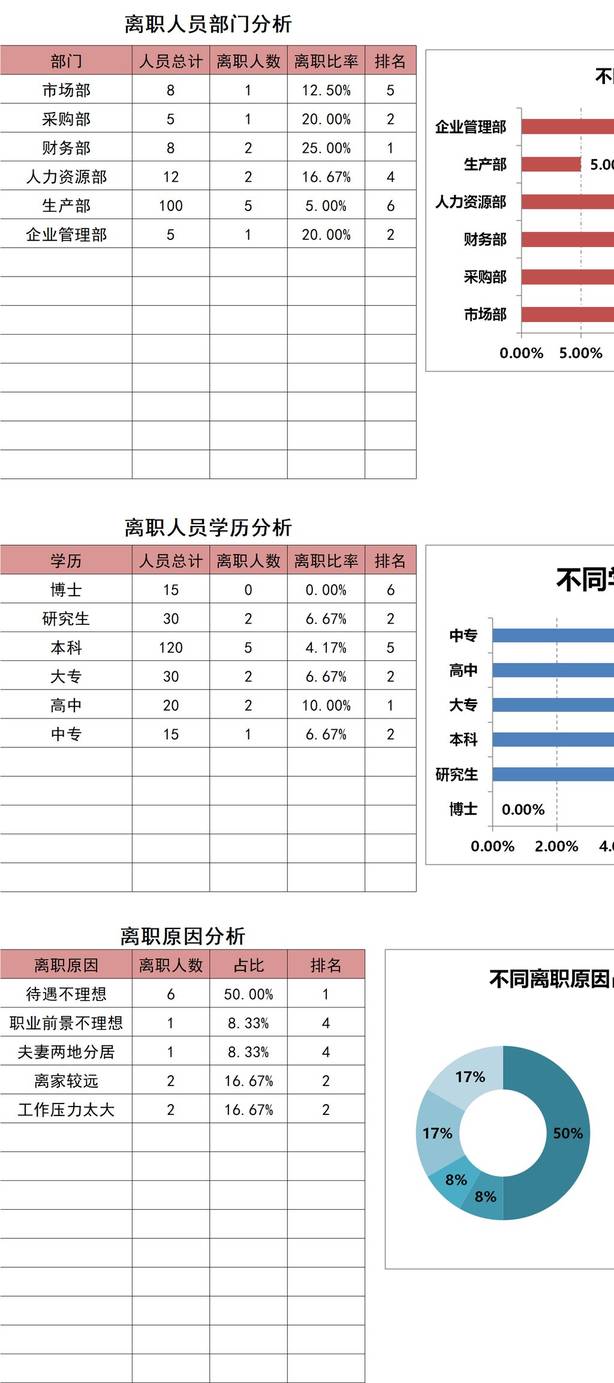 离职人员部门分析
部门 人员总计 离职人数 离职比率 排名
市场部 8 1 12.50% 5
采购部 5 1 20.00% 2
财务部 8 2 25.00% 1
人力资源部 12 2 16.67% 4
生产部 100 5 5.00% 6
企业管理部 5 1 20.00% 2
企业管理部
生产部
人力资源部
财务部
采购部
市场部
0.00% 5.00%
离职人员学历分析
学历 人员总计 离职人数 离职比率 排名
博士 15 0 0.00% 6
研究生 30 2 6.67% 2
本科 120 5 4.17% 5
大专 30 2 6.67% 2
高中 20 2 10.00% 1
中专 15 1 6.67% 2
不同
中专
高中
大专
本科
研究生
博士 0.00%
0.00% 2.00%
离职原因分析
离职原因 离职人数 占比 排名
待遇不理想 6 50.00% 1
职业前景不理想 1 8.33% 4
夫妻两地分居 1 8.33% 4
离家较远 2 16.67% 2
工作压力太大 2 16.67% 2
不同离职原因
17%
17% 50%
8%
8%